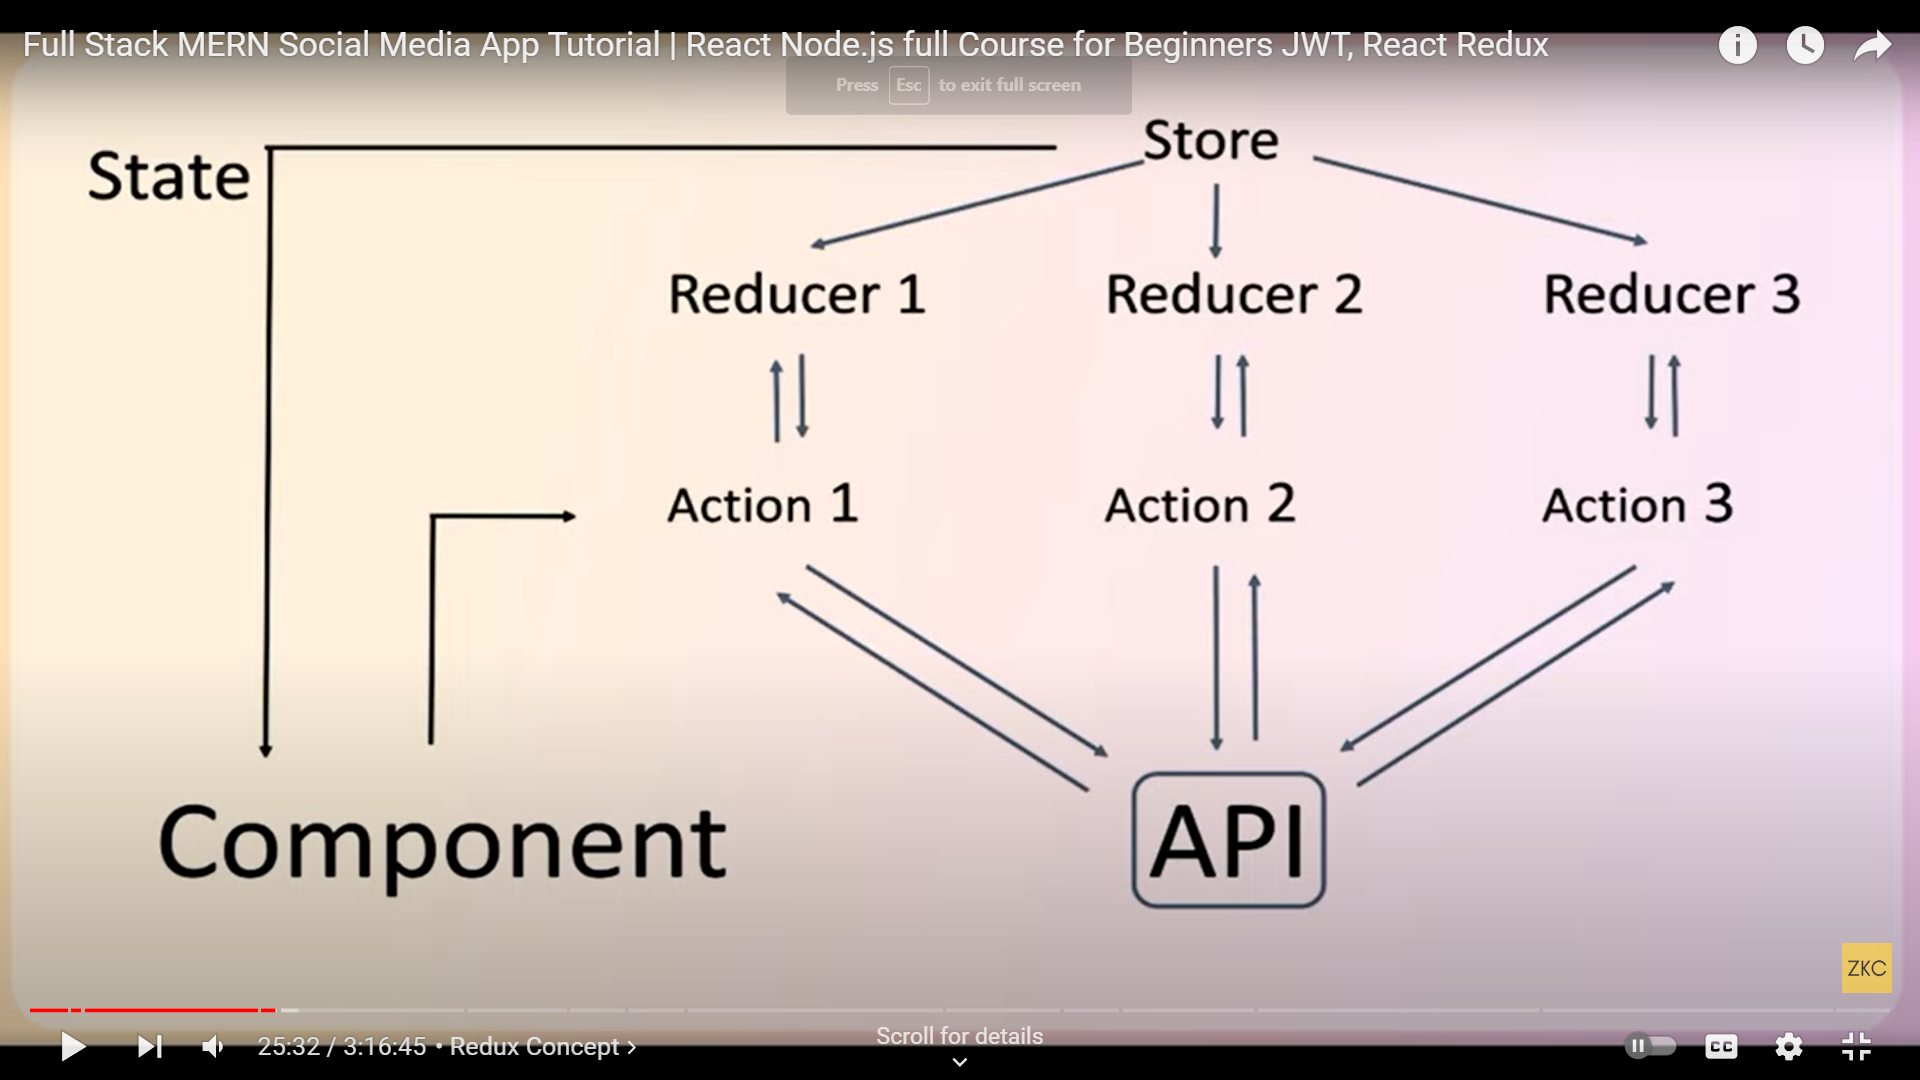 Full Stack MERN Social Media App Tutorial | React Node.js full Course for Beginners JWT, React Redux
Press Esc to exit full screen
State
Store
Reducer 1
Reducer 2
Reducer 3
Action 1
Action 2
Action 3
Component
API
ZKC
25:32 / 3:16:45 • Redux Concept ›
Scroll for details
CC